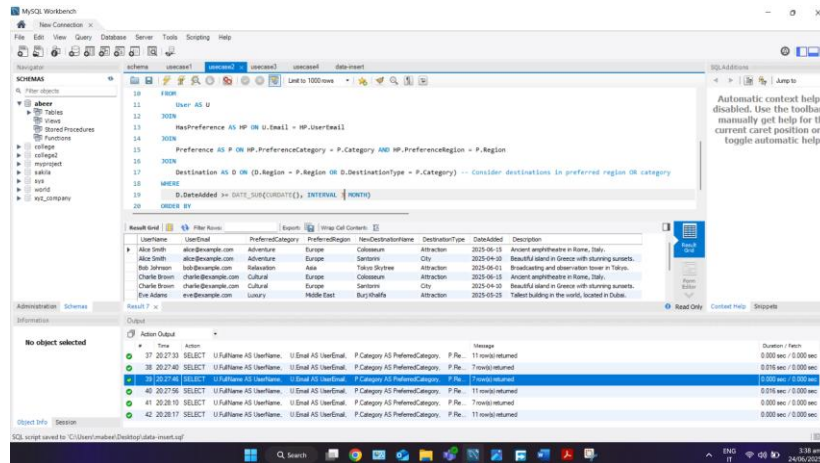 MySQL Workbench
New Connection ×
File Edit View Query Database Server Tools Scripting Help
Navigator
SCHEMAS
Filter objects
abeer
Tables
Views
Stored Procedures
Functions
college
college2
myproject
sakila
sys
world
xyz_company
Administration Schemas
Information
No object selected
Object Info Session
schema usecase1 usecase2 × usecase3 usecase4 data-insert
Limit to 1000 rows
10 FROM
11 User AS U
12 JOIN
13 HasPreference AS HP ON U.Email = HP.UserEmail
14 JOIN
15 Preference AS P ON HP.PreferenceCategory = P.Category AND HP.PreferenceRegion = P.Region
16 JOIN
17 Destination AS D ON (D.Region = P.Region OR D.DestinationType = P.Category) -- Consider destinations in preferred region OR category
18 WHERE
19 D.DateAdded >= DATE_SUB(CURDATE(), INTERVAL MONTH)
20 ORDER BY
Result Grid Filter Rows: Export: Wrap Cell Content:
UserName UserEmail PreferredCategory PreferredRegion NewDestinationName DestinationType DateAdded Description
Alice Smith alice@example.com Adventure Europe Colosseum Attraction 2025-06-15 Ancient amphitheatre in Rome, Italy.
Alice Smith alice@example.com Adventure Europe Santorini City 2025-04-10 Beautiful island in Greece with stunning sunsets.
Bob Johnson bob@example.com Relaxation Asia Tokyo Skytree Attraction 2025-06-01 Broadcasting and observation tower in Tokyo.
Charlie Brown charlie@example.com Cultural Europe Colosseum Attraction 2025-06-15 Ancient amphitheatre in Rome, Italy.
Charlie Brown charlie@example.com Cultural Europe Santorini City 2025-04-10 Beautiful island in Greece with stunning sunsets.
Eve Adams eve@example.com Luxury Middle East Burj Khalifa Attraction 2025-05-25 Tallest building in the world, located in Dubai.
Result Grid
Form Editor
Result 7 ×
Read Only
Output
Action Output
# Time Action Message Duration / Fetch
37 20:27:33 SELECT U.FullName AS UserName, U.Email AS UserEmail, P.Category AS PreferredCategory, P.Re... 11 row(s) returned 0.000 sec / 0.000 sec
38 20:27:40 SELECT U.FullName AS UserName, U.Email AS UserEmail, P.Category AS PreferredCategory, P.Re... 7 row(s) returned 0.016 sec / 0.000 sec
39 20:27:46 SELECT U.FullName AS UserName, U.Email AS UserEmail, P.Category AS PreferredCategory, P.Re... 7 row(s) returned 0.000 sec / 0.000 sec
40 20:27:56 SELECT U.FullName AS UserName, U.Email AS UserEmail, P.Category AS PreferredCategory, P.Re... 11 row(s) returned 0.016 sec / 0.000 sec
41 20:28:10 SELECT U.FullName AS UserName, U.Email AS UserEmail, P.Category AS PreferredCategory, P.Re... 7 row(s) returned 0.000 sec / 0.000 sec
42 20:28:17 SELECT U.FullName AS UserName, U.Email AS UserEmail, P.Category AS PreferredCategory, P.Re... 11 row(s) returned 0.000 sec / 0.000 sec
SQLAdditions
Jump to
Automatic context help
disabled. Use the toolbar
manually get help for th
current caret position or
toggle automatic help
Context Help Snippets
SQL script saved to 'C:\Users\mabee\Desktop\data-insert.sql'
Search
ENG
IT
3:38 am
24/06/2025